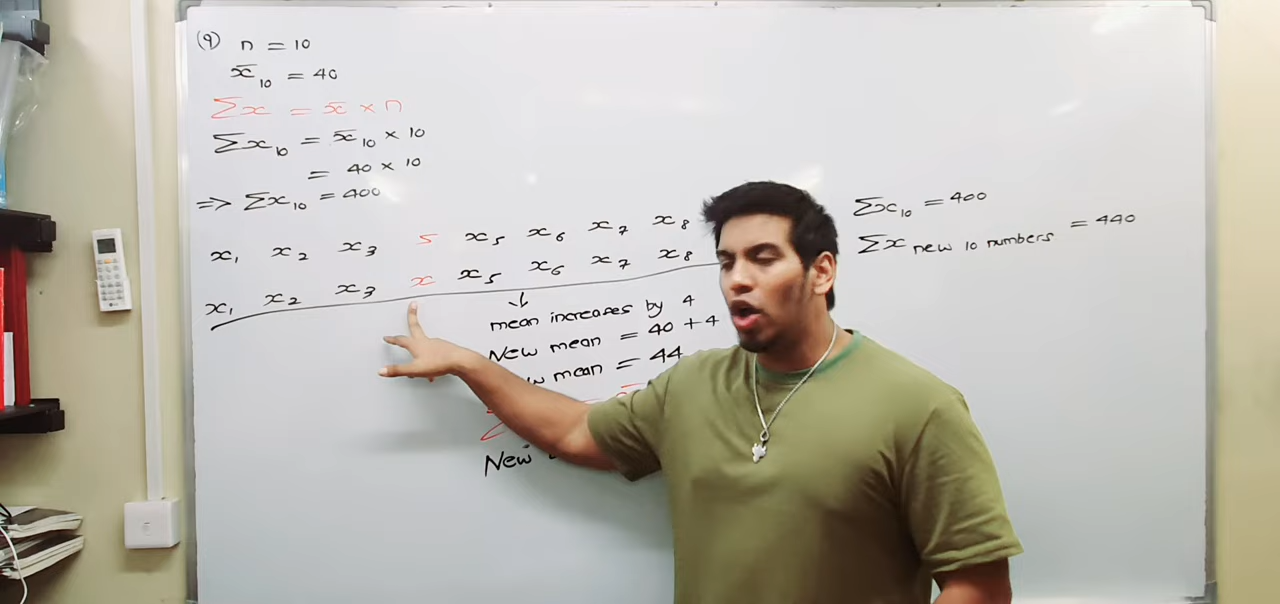 (9) n = 10
x̄₁₀ = 40
Σx = x̄ × n
Σx₁₀ = x̄₁₀ × 10
= 40 × 10
=> Σx₁₀ = 400
x₁ x₂ x₃ 5 x₅ x₆ x₇ x₈
x₁ x₂ x₃ x x₅ x₆ x₇ x₈
mean increases by 4
New mean = 40 + 4
mean = 44
New
Σx₁₀ = 400
Σx new 10 numbers = 440